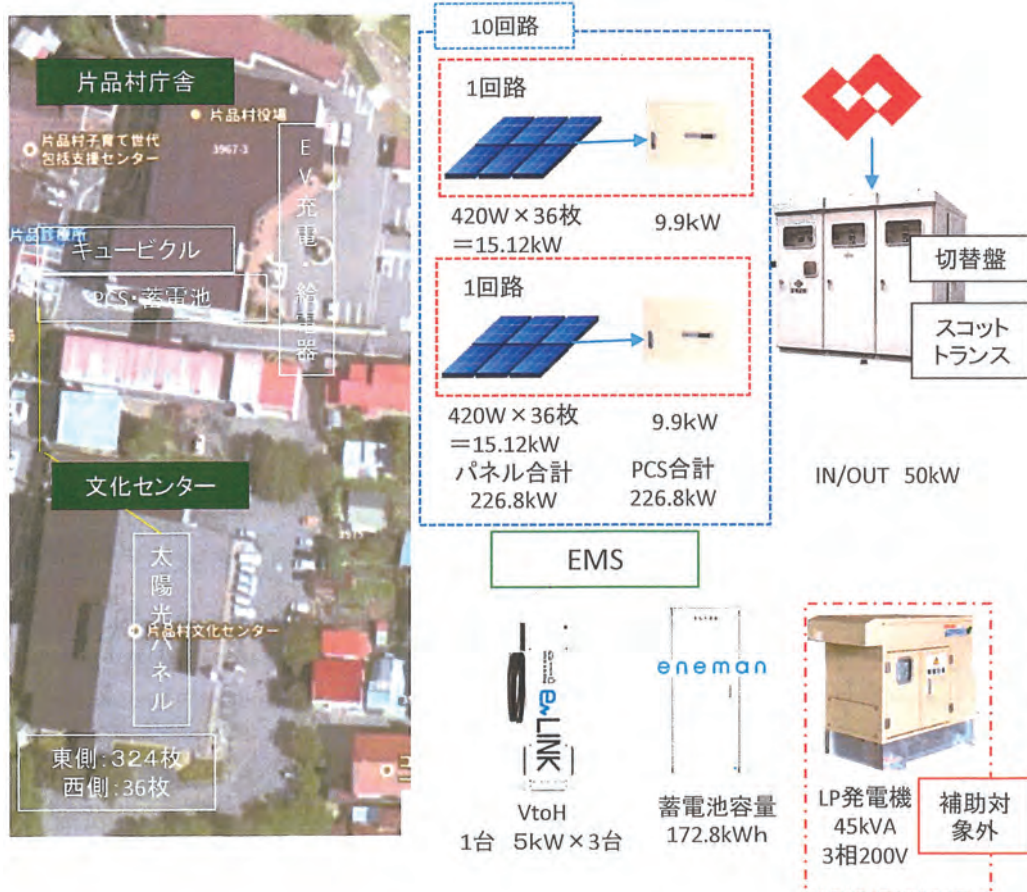 片品村庁舎
片品村役場
片品村子育て世代
包括支援センター
3967-3
EV充電・給電器
片品診療所
キュービクル
PCS・蓄電池
文化センター
太陽光パネル
片品村文化センター
東側:324枚
西側:36枚
10回路
1回路
420W×36枚
=15.12kW
9.9kW
1回路
420W×36枚
=15.12kW
9.9kW
パネル合計
226.8kW
PCS合計
226.8kW
切替盤
スコット
トランス
IN/OUT 50kW
EMS
LINK
VtoH
1台 5kW×3台
eneman
蓄電池容量
172.8kWh
LP発電機
45kVA
3相200V
補助対
象外